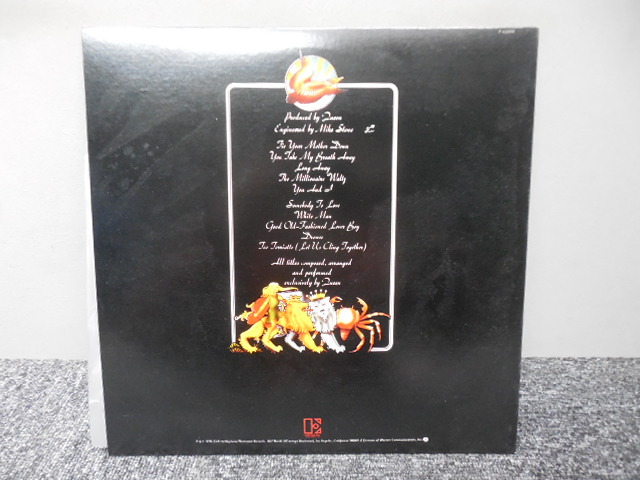 Produced by Queen
Engineered by Mike Stone
Tie Your Mother Down
You Take My Breath Away
Long Away
The Millionaire Waltz
You And I
Somebody To Love
White Man
Good Old-Fashioned Lover Boy
Drowse
Teo Torriatte (Let Us Cling Together)
All titles composed, arranged
and performed
exclusively by Queen